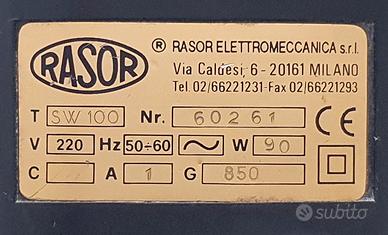 RASOR
® RASOR ELETTROMECCANICA s.r.l.
Via Caldesi, 6 - 20161 MILANO
Tel. 02/66221231-Fax 02/66221293
T SW 100 Nr. 60261
V 220 Hz 50÷60 W 90
C A 1 G 850
CE
subito